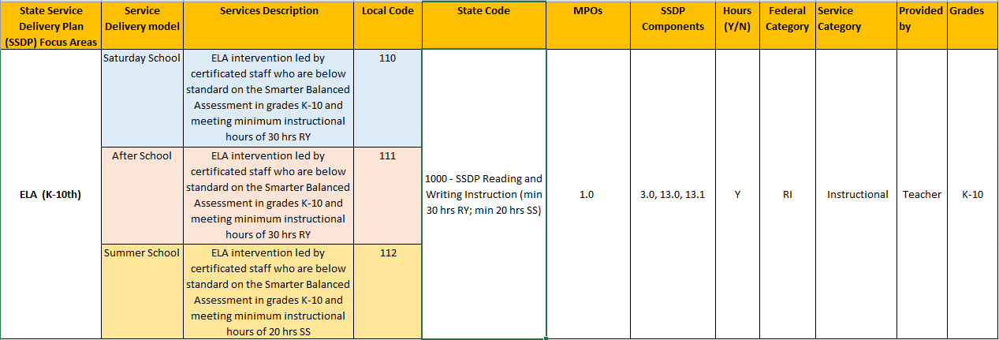 State Service
Delivery Plan
(SSDP) Focus Areas
Service
Delivery model
Services Description
Local Code
State Code
MPOs
SSDP
Components
Hours
(Y/N)
Federal
Category
Service
Category
Provided
by
Grades
ELA (K-10th)
Saturday School
ELA intervention led by
certificated staff who are below
standard on the Smarter Balanced
Assessment in grades K-10 and
meeting minimum instructional
hours of 30 hrs RY
110
After School
ELA intervention led by
certificated staff who are below
standard on the Smarter Balanced
Assessment in grades K-10 and
meeting minimum instructional
hours of 30 hrs RY
111
Summer School
ELA intervention led by
certificated staff who are below
standard on the Smarter Balanced
Assessment in grades K-10 and
meeting minimum instructional
hours of 20 hrs SS
112
1000 - SSDP Reading and
Writing Instruction (min
30 hrs RY; min 20 hrs SS)
1.0
3.0, 13.0, 13.1
Y
RI
Instructional
Teacher
K-10